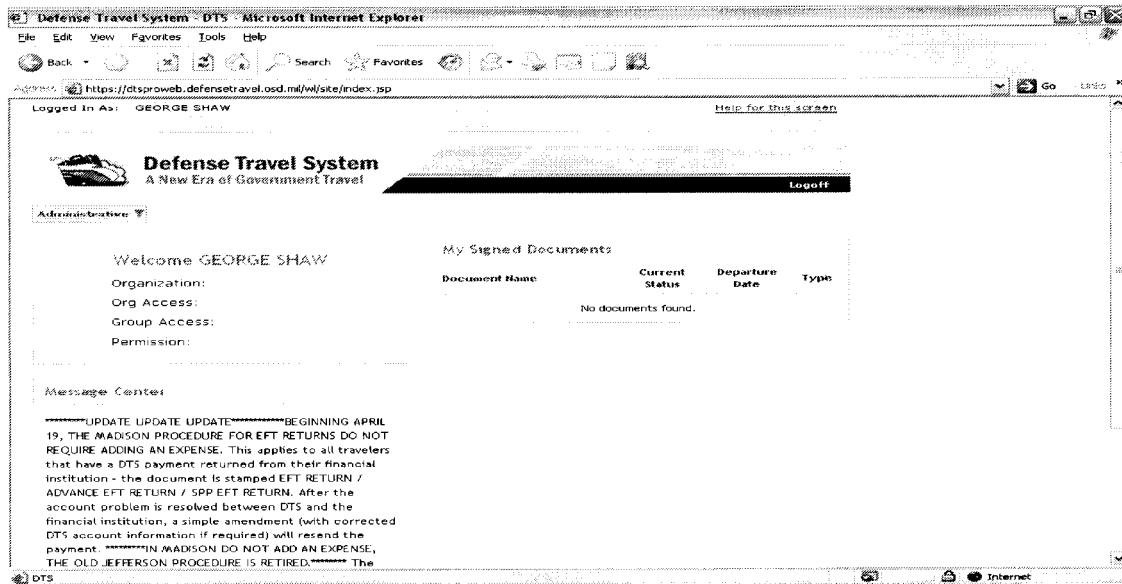 Defense Travel System - DTS - Microsoft Internet Explorer
File Edit View Favorites Tools Help
Back Search Favorites
Address https://dtsproweb.defensetravel.osd.mil/wl/site/index.jsp Go Links
Logged In As: GEORGE SHAW Help for this screen
Defense Travel System
A New Era of Government Travel
Logoff
Administrative
Welcome GEORGE SHAW
Organization:
Org Access:
Group Access:
Permission:
My Signed Documents
Document Name Current Status Departure Date Type
No documents found.
Message Center
********UPDATE UPDATE UPDATE***********BEGINNING APRIL
19, THE MADISON PROCEDURE FOR EFT RETURNS DO NOT
REQUIRE ADDING AN EXPENSE. This applies to all travelers
that have a DTS payment returned from their financial
institution - the document is stamped EFT RETURN /
ADVANCE EFT RETURN / SPP EFT RETURN. After the
account problem is resolved between DTS and the
financial institution, a simple amendment (with corrected
DTS account information if required) will resend the
payment. *********IN MADISON DO NOT ADD AN EXPENSE,
THE OLD JEFFERSON PROCEDURE IS RETIRED.******* The
DTS Internet